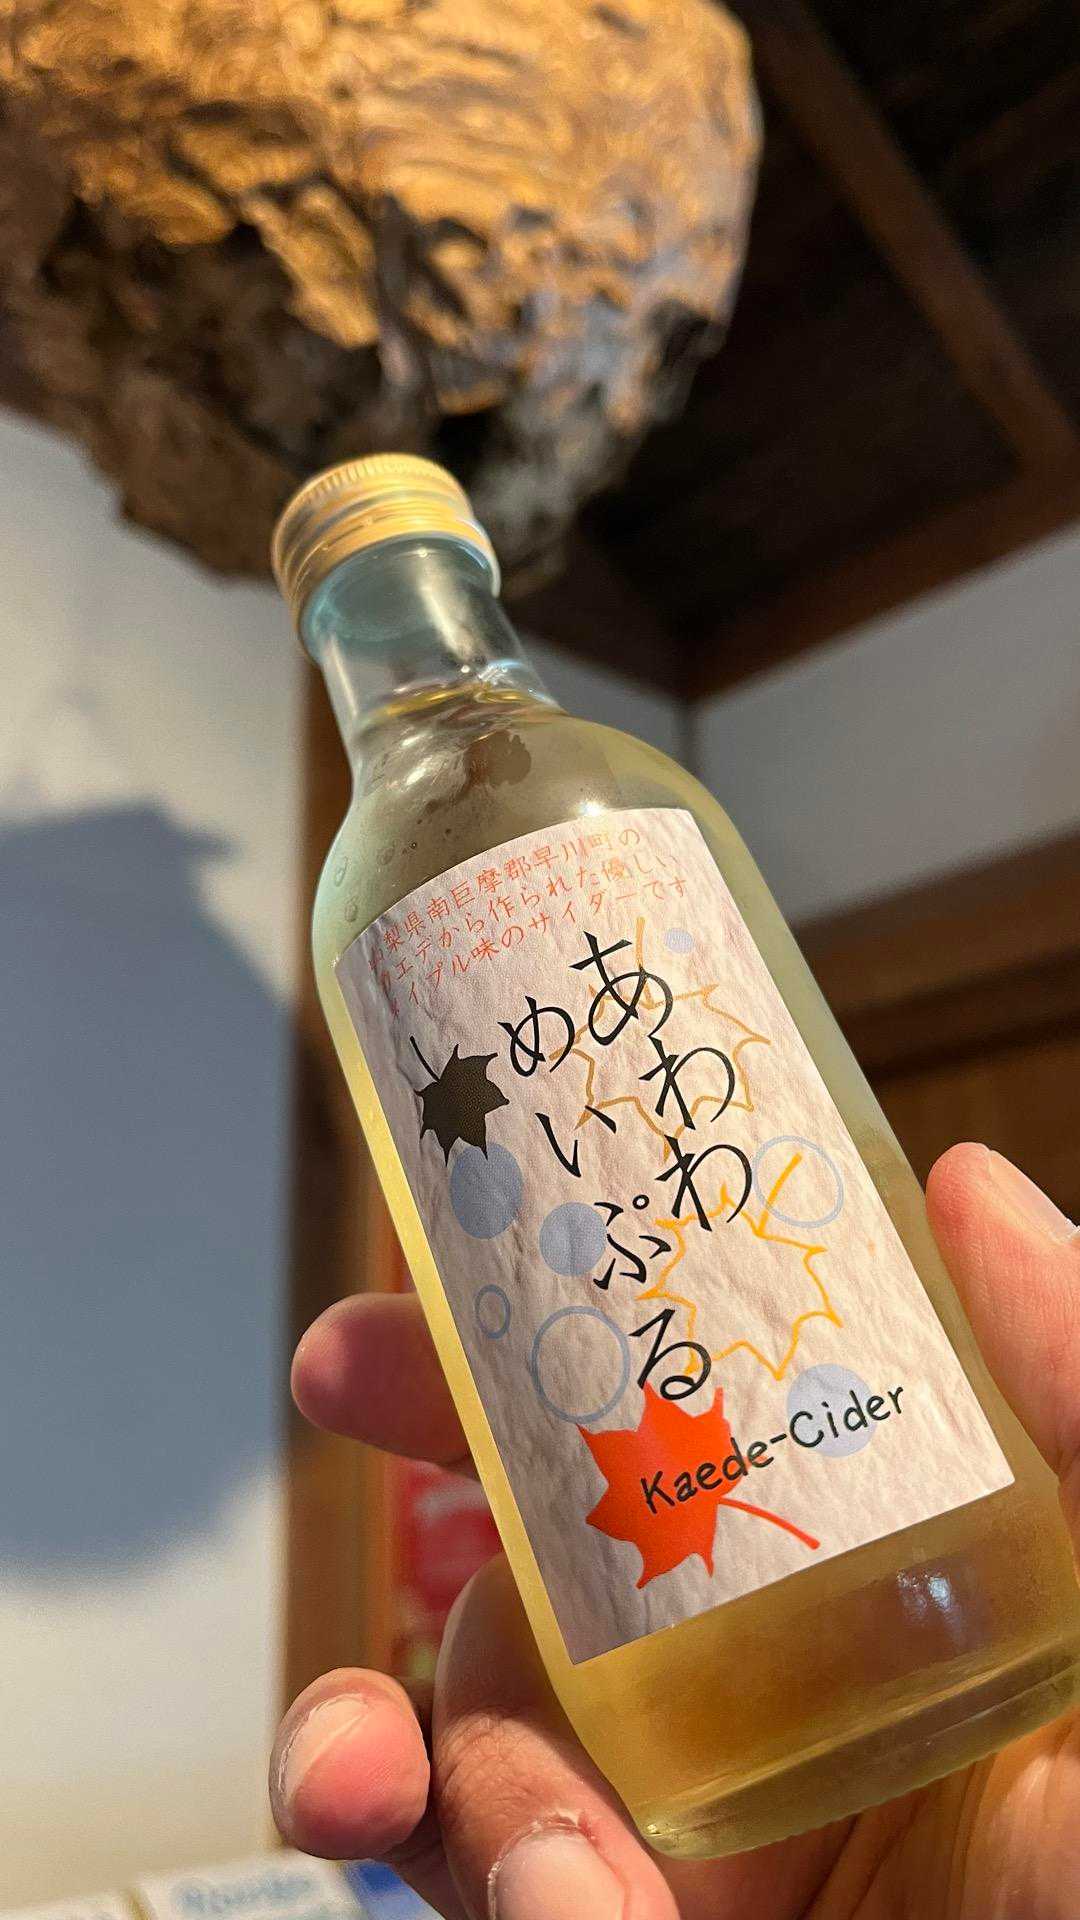 梨県南巨摩郡早川町の
カエデから作られた優しい
メイプル味のサイダーです
あわわ
めいぷる
Kaede-Cider